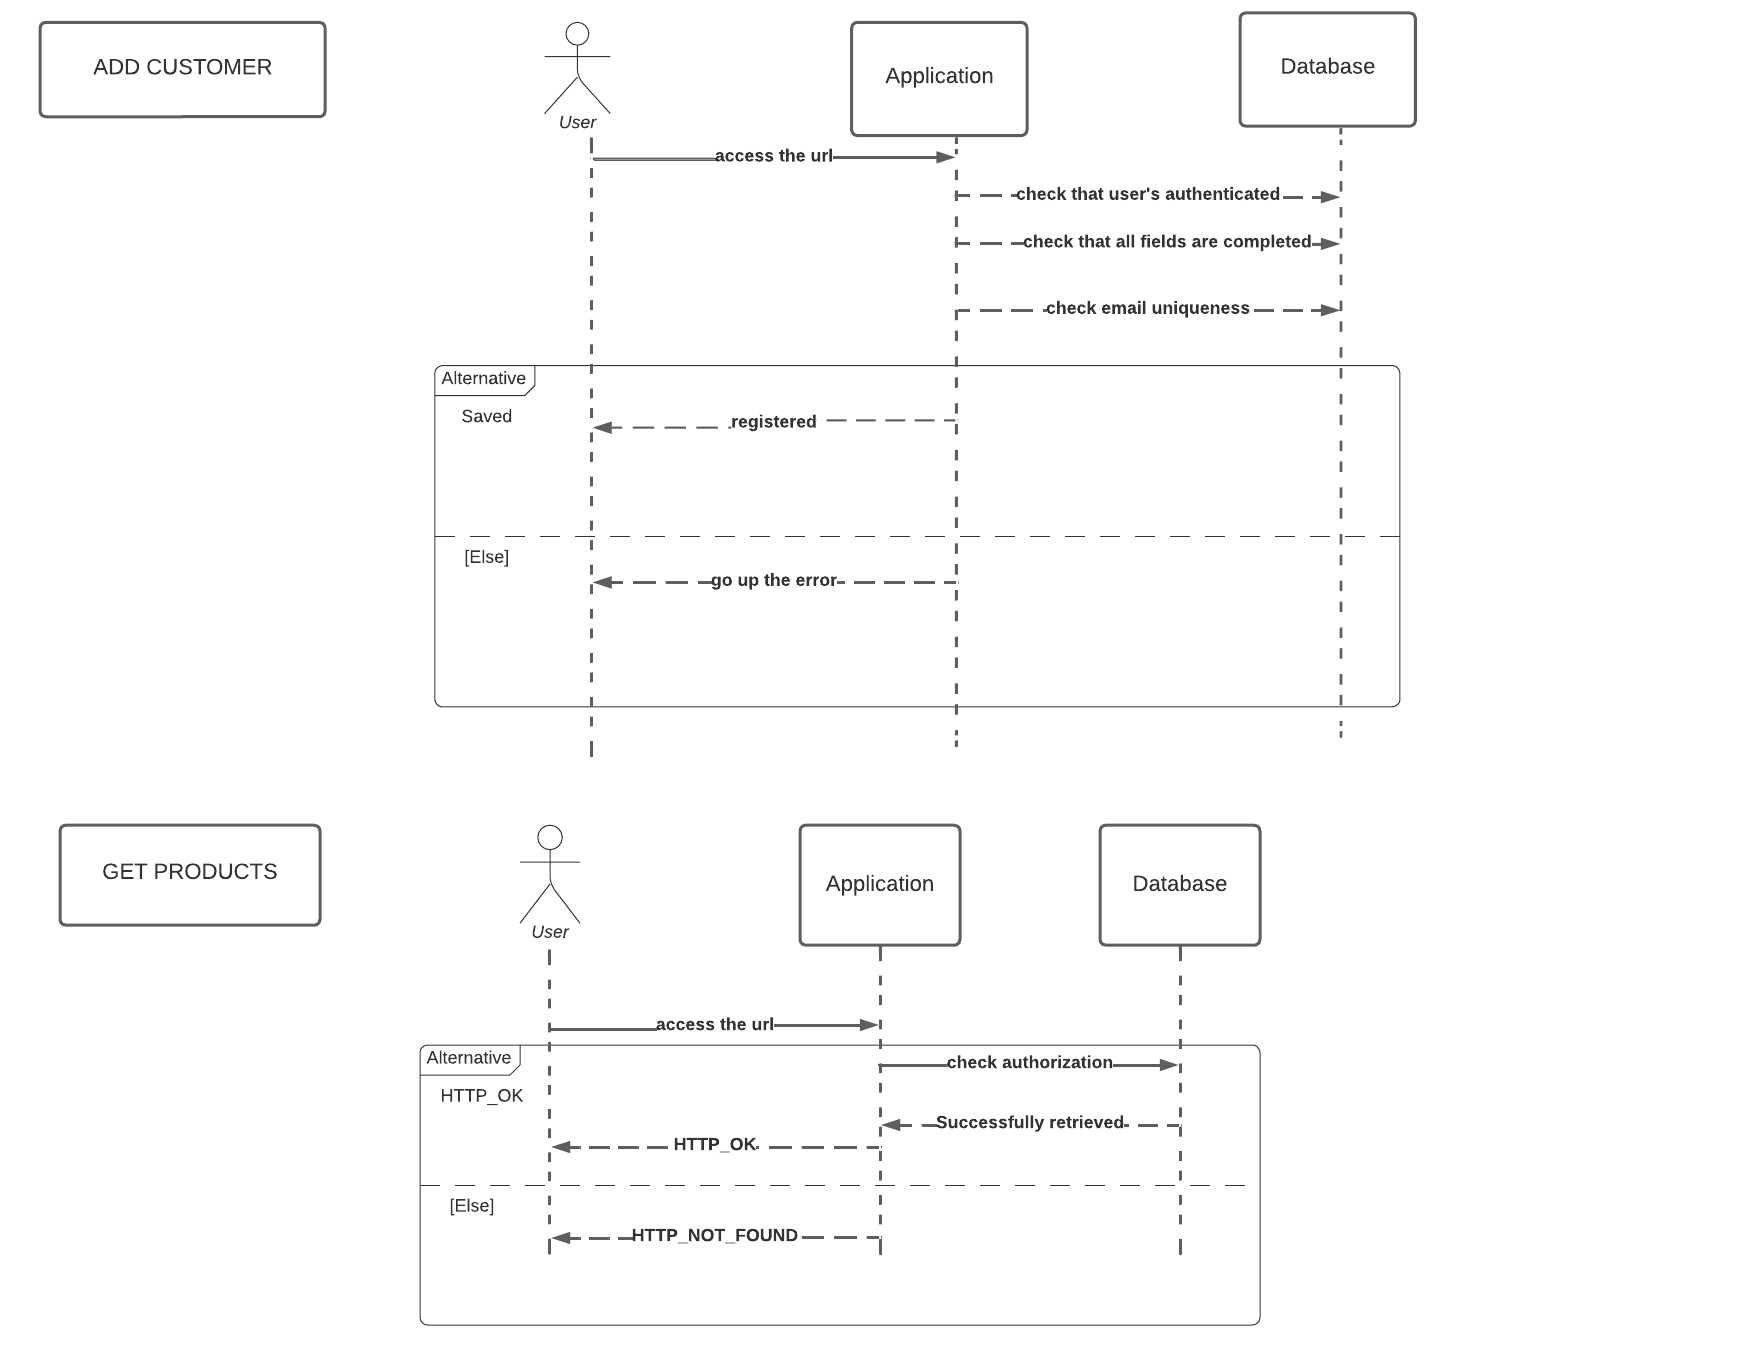 ADD CUSTOMER
User
Application
Database
access the url
check that user's authenticated
check that all fields are completed
check email uniqueness
Alternative
Saved
registered
[Else]
go up the error
GET PRODUCTS
User
Application
Database
access the url
Alternative
check authorization
HTTP_OK
Successfully retrieved
HTTP_OK
[Else]
HTTP_NOT_FOUND